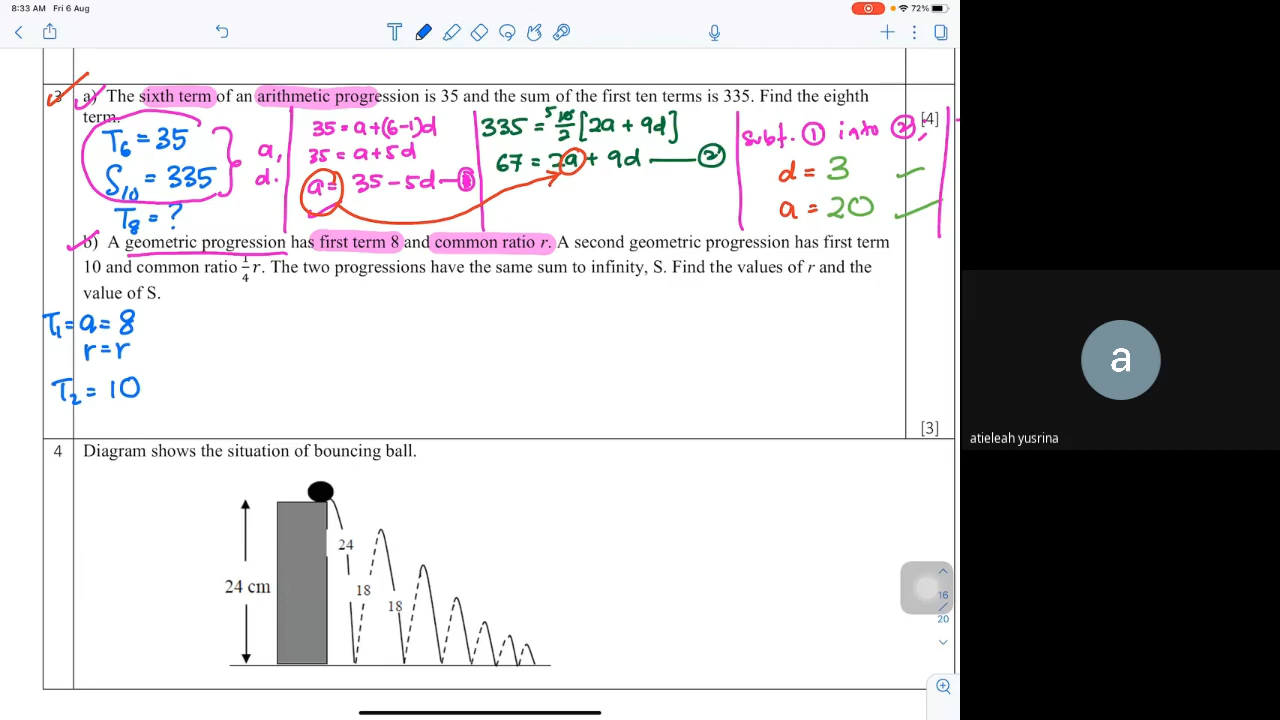 8:33 AM Fri 6 Aug
72%
3 a) The sixth term of an arithmetic progression is 35 and the sum of the first ten terms is 335. Find the eighth
term.
[4]
T6 = 35
S10 = 335
T8 = ?
a,
d.
35 = a+(6-1)d
35 = a+5d
a = 35 - 5d — ①
335 = 5 10/2 [2a + 9d]
67 = 2a + 9d — ②
subt. ① into ②,
d = 3
a = 20
b) A geometric progression has first term 8 and common ratio r. A second geometric progression has first term
10 and common ratio 1/4 r. The two progressions have the same sum to infinity, S. Find the values of r and the
value of S.
T1 = a = 8
r = r
T2 = 10
[3]
4 Diagram shows the situation of bouncing ball.
24 cm
24
18
18
16
/
20
a
atieleah yusrina